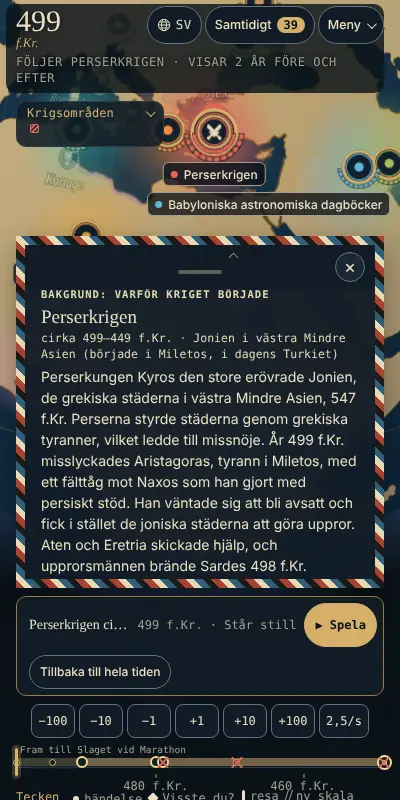 499
f.Kr.
SV
Samtidigt 39
Meny
FÖLJER PERSERKRIGEN · VISAR 2 ÅR FÖRE OCH
EFTER
Krigsområden
Kartago
Perserkrigen
Babyloniska astronomiska dagböcker
BAKGRUND: VARFÖR KRIGET BÖRJADE
Perserkrigen
cirka 499–449 f.Kr. · Jonien i västra Mindre
Asien (började i Miletos, i dagens Turkiet)
Perserkungen Kyros den store erövrade Jonien,
de grekiska städerna i västra Mindre Asien, 547
f.Kr. Perserna styrde städerna genom grekiska
tyranner, vilket ledde till missnöje. År 499 f.Kr.
misslyckades Aristagoras, tyrann i Miletos, med
ett fälttåg mot Naxos som han gjort med
persiskt stöd. Han väntade sig att bli avsatt och
fick i stället de joniska städerna att göra uppror.
Aten och Eretria skickade hjälp, och
upprorsmännen brände Sardes 498 f.Kr.
Perserkrigen ci… 499 f.Kr. · Står still
▶ Spela
Tillbaka till hela tiden
−100 −10 −1 +1 +10 +100 2,5/s
Fram till Slaget vid Marathon
480 f.Kr. 460 f.Kr.
Tecken händelse Visste du? resa // ny skala